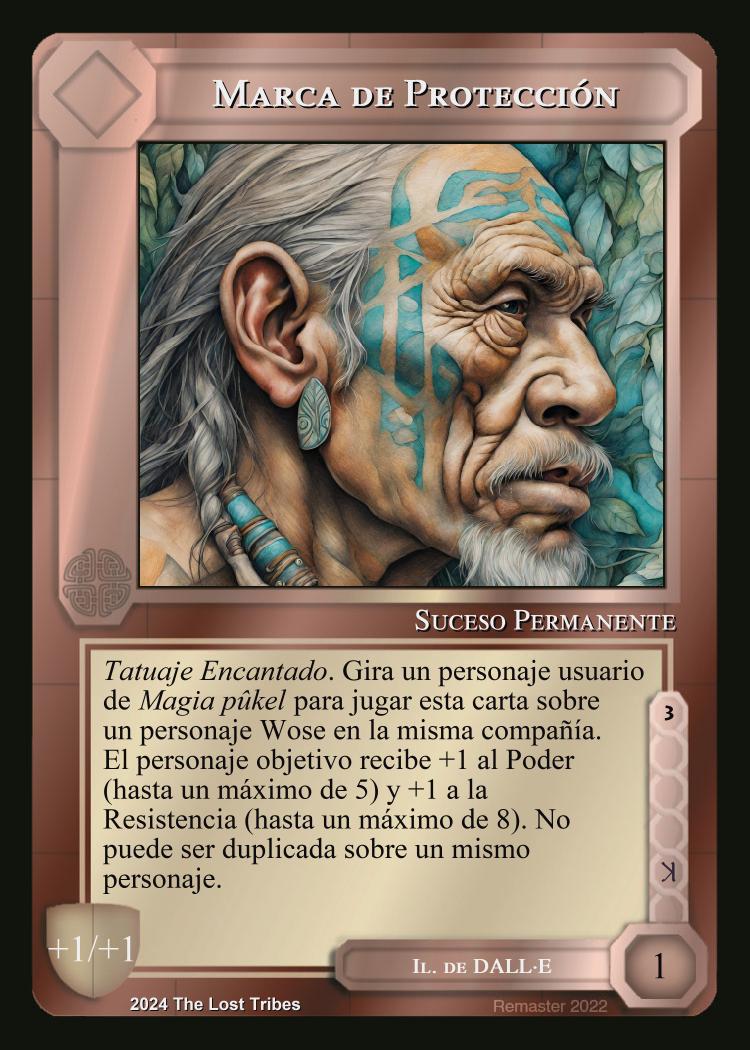 Marca de Protección
Suceso Permanente
Tatuaje Encantado. Gira un personaje usuario
de Magia pûkel para jugar esta carta sobre
un personaje Wose en la misma compañía.
El personaje objetivo recibe +1 al Poder
(hasta un máximo de 5) y +1 a la
Resistencia (hasta un máximo de 8). No
puede ser duplicada sobre un mismo
personaje.
3
+1/+1
Il. de DALL·E
1
2024 The Lost Tribes
Remaster 2022